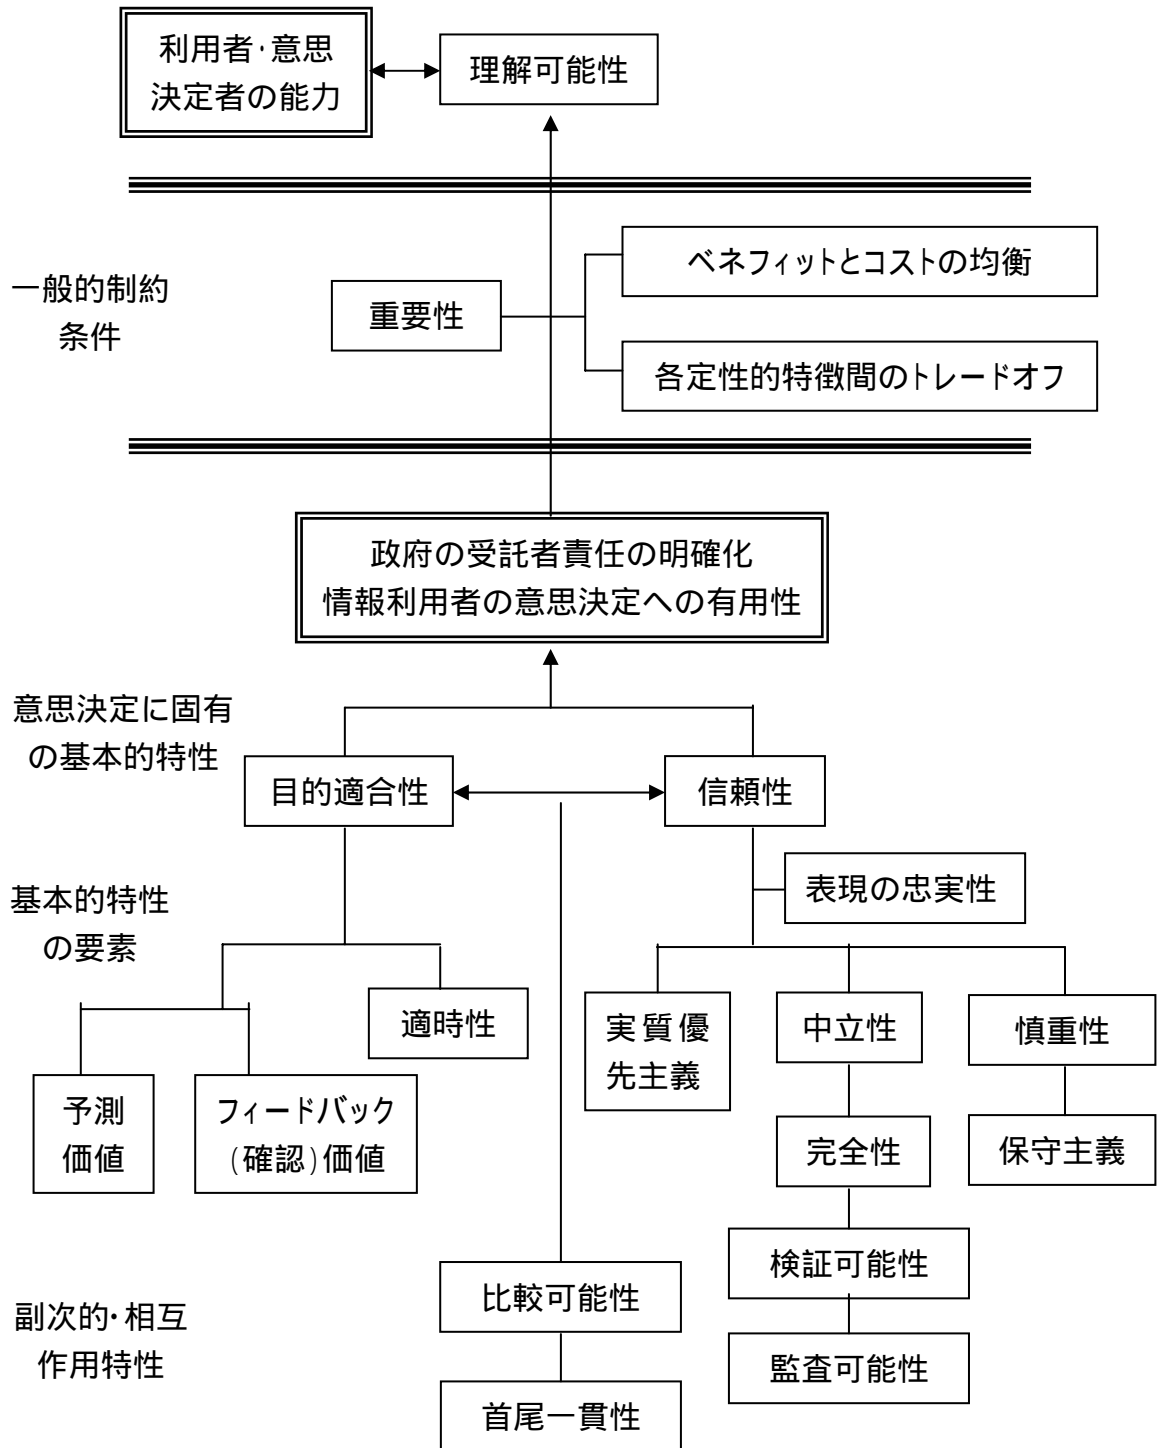 利用者・意思
決定者の能力
理解可能性
一般的制約
条件
重要性
ベネフィットとコストの均衡
各定性的特徴間のトレードオフ
政府の受託者責任の明確化
情報利用者の意思決定への有用性
意思決定に固有
の基本的特性
目的適合性
信頼性
基本的特性
の要素
表現の忠実性
適時性
実質優
先主義
中立性
慎重性
予測
価値
フィードバック
(確認)価値
完全性
保守主義
副次的・相互
作用特性
比較可能性
検証可能性
首尾一貫性
監査可能性